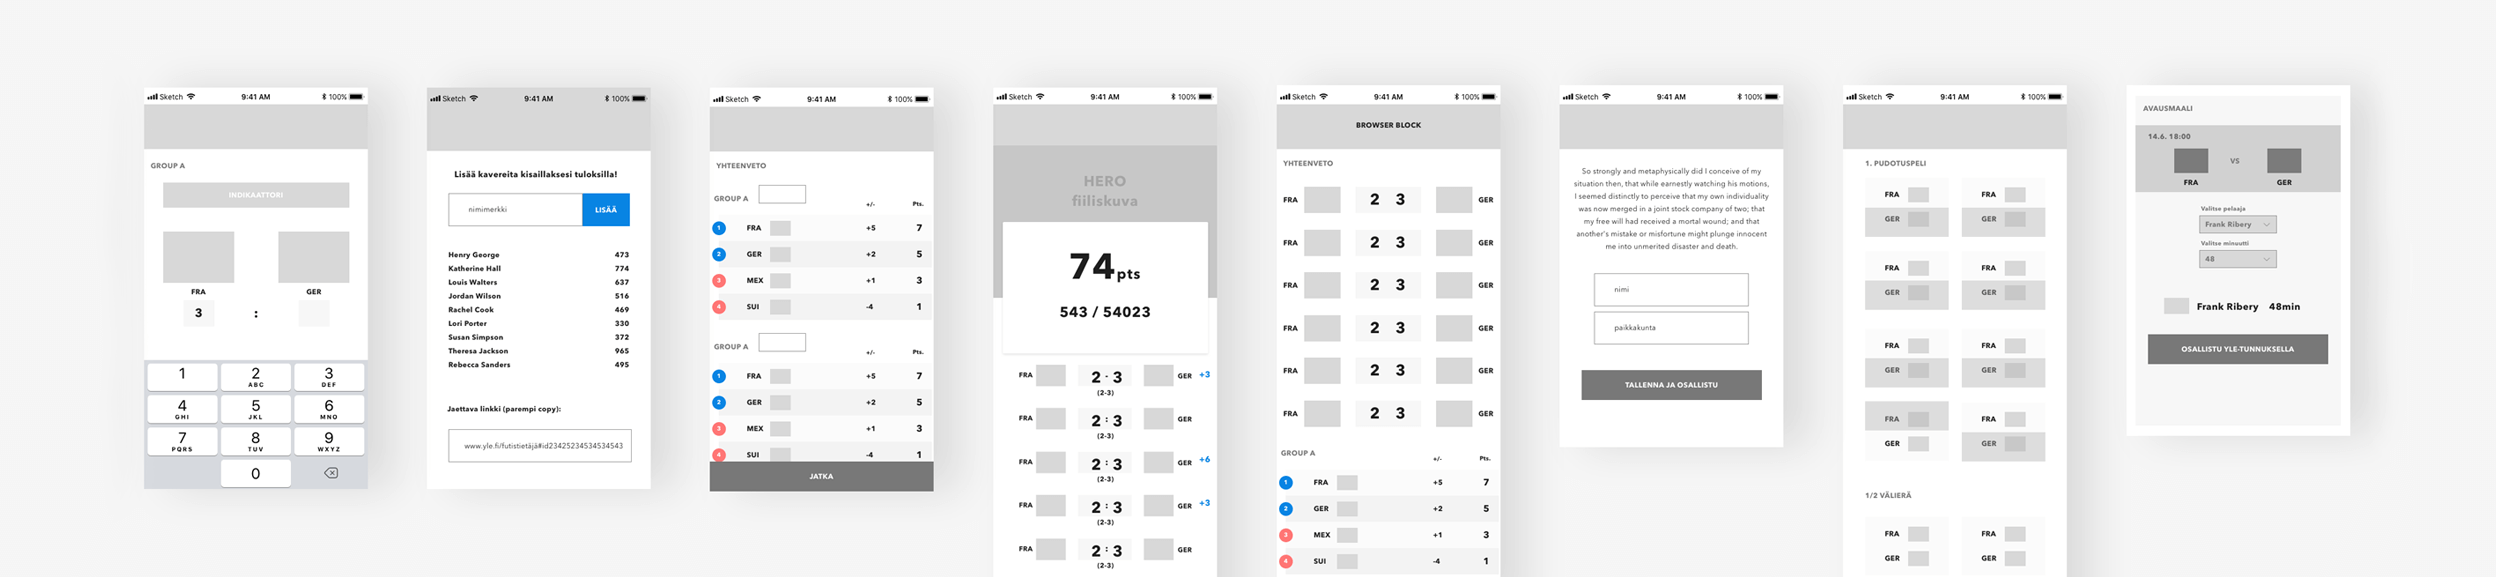 Sketch 9:41 AM 100%
GROUP A
INDIKAATTORI
FRA GER
3 :
1 2 3
ABC DEF
4 5 6
GHI JKL MNO
7 8 9
PQRS TUV WXYZ
0
Sketch 9:41 AM 100%
Lisää kavereita kisaillaksesi tuloksilla!
nimimerkki LISÄÄ
Henry George 473
Katherine Hall 774
Louis Walters 637
Jordan Wilson 516
Rachel Cook 469
Lori Porter 330
Susan Simpson 372
Theresa Jackson 965
Rebecca Sanders 495
Jaettava linkki (parempi copy):
www.yle.fi/futistietäjä#id23425234534534543
Sketch 9:41 AM 100%
YHTEENVETO
GROUP A +/- Pts.
1 FRA +5 7
2 GER +2 5
3 MEX +1 3
4 SUI -4 1
GROUP A +/- Pts.
1 FRA +5 7
2 GER +2 5
3 MEX +1 3
4 SUI -4 1
JATKA
Sketch 9:41 AM 100%
HERO
fiiliskuva
74pts
543 / 54023
FRA 2 - 3 GER +3
(2-3)
FRA 2 : 3 GER
(2-3)
FRA 2 : 3 GER +6
(2-3)
FRA 2 : 3 GER +3
(2-3)
FRA 2 : 3 GER
(2-3)
Sketch 9:41 AM 100%
BROWSER BLOCK
YHTEENVETO
FRA 2 3 GER
FRA 2 3 GER
FRA 2 3 GER
FRA 2 3 GER
FRA 2 3 GER
FRA 2 3 GER
GROUP A +/- Pts.
1 FRA +5 7
2 GER +2 5
3 MEX +1 3
4 SUI -4 1
Sketch 9:41 AM 100%
So strongly and metaphysically did I conceive of my
situation then, that while earnestly watching his motions,
I seemed distinctly to perceive that my own individuality
was now merged in a joint stock company of two; that
my free will had received a mortal wound; and that
another's mistake or misfortune might plunge innocent
me into unmerited disaster and death.
nimi
paikkakunta
TALLENNA JA OSALLISTU
Sketch 9:41 AM 100%
1. PUDOTUSPELI
FRA FRA
GER GER
FRA FRA
GER GER
FRA FRA
GER GER
FRA FRA
GER GER
1/2 VÄLIERÄ
FRA FRA
GER GER
AVAUSMAALI
14.6. 18:00
VS
FRA GER
Valitse pelaaja
Frank Ribery
Valitse minuutti
48
Frank Ribery 48min
OSALLISTU YLE-TUNNUKSELLA